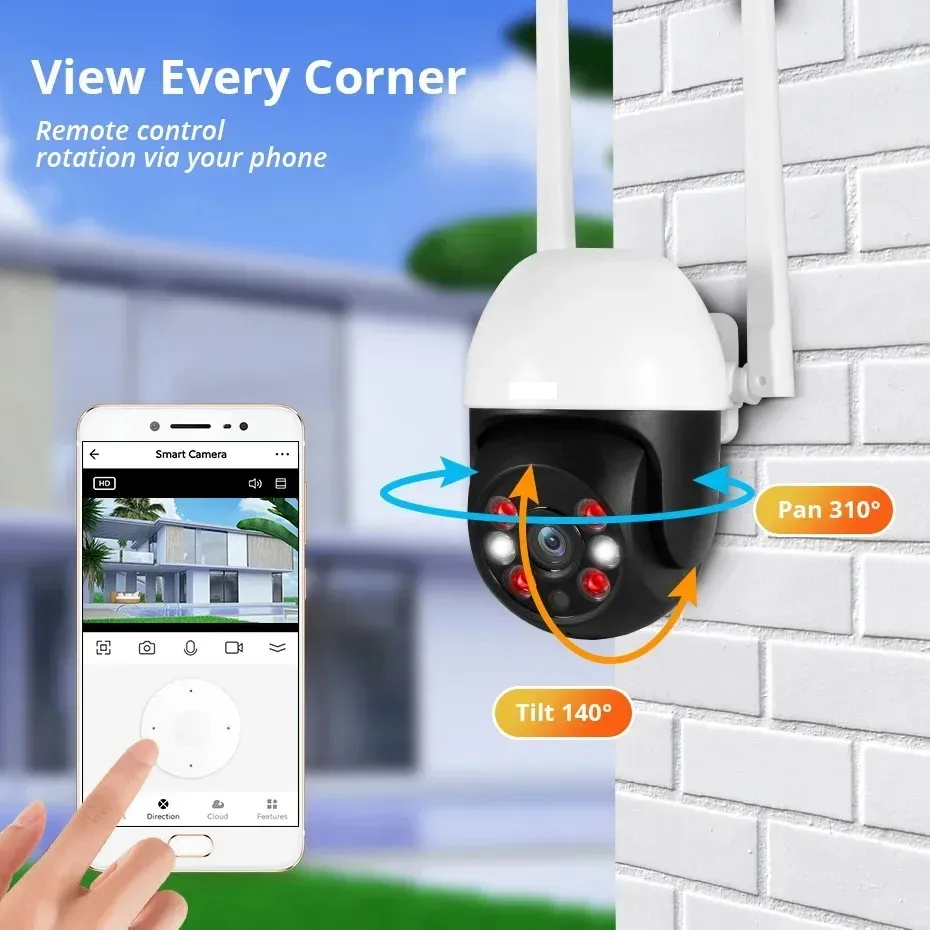 View Every Corner
Remote control
rotation via your phone
Smart Camera
HD
Pan 310°
Tilt 140°
Direction
Cloud
Features